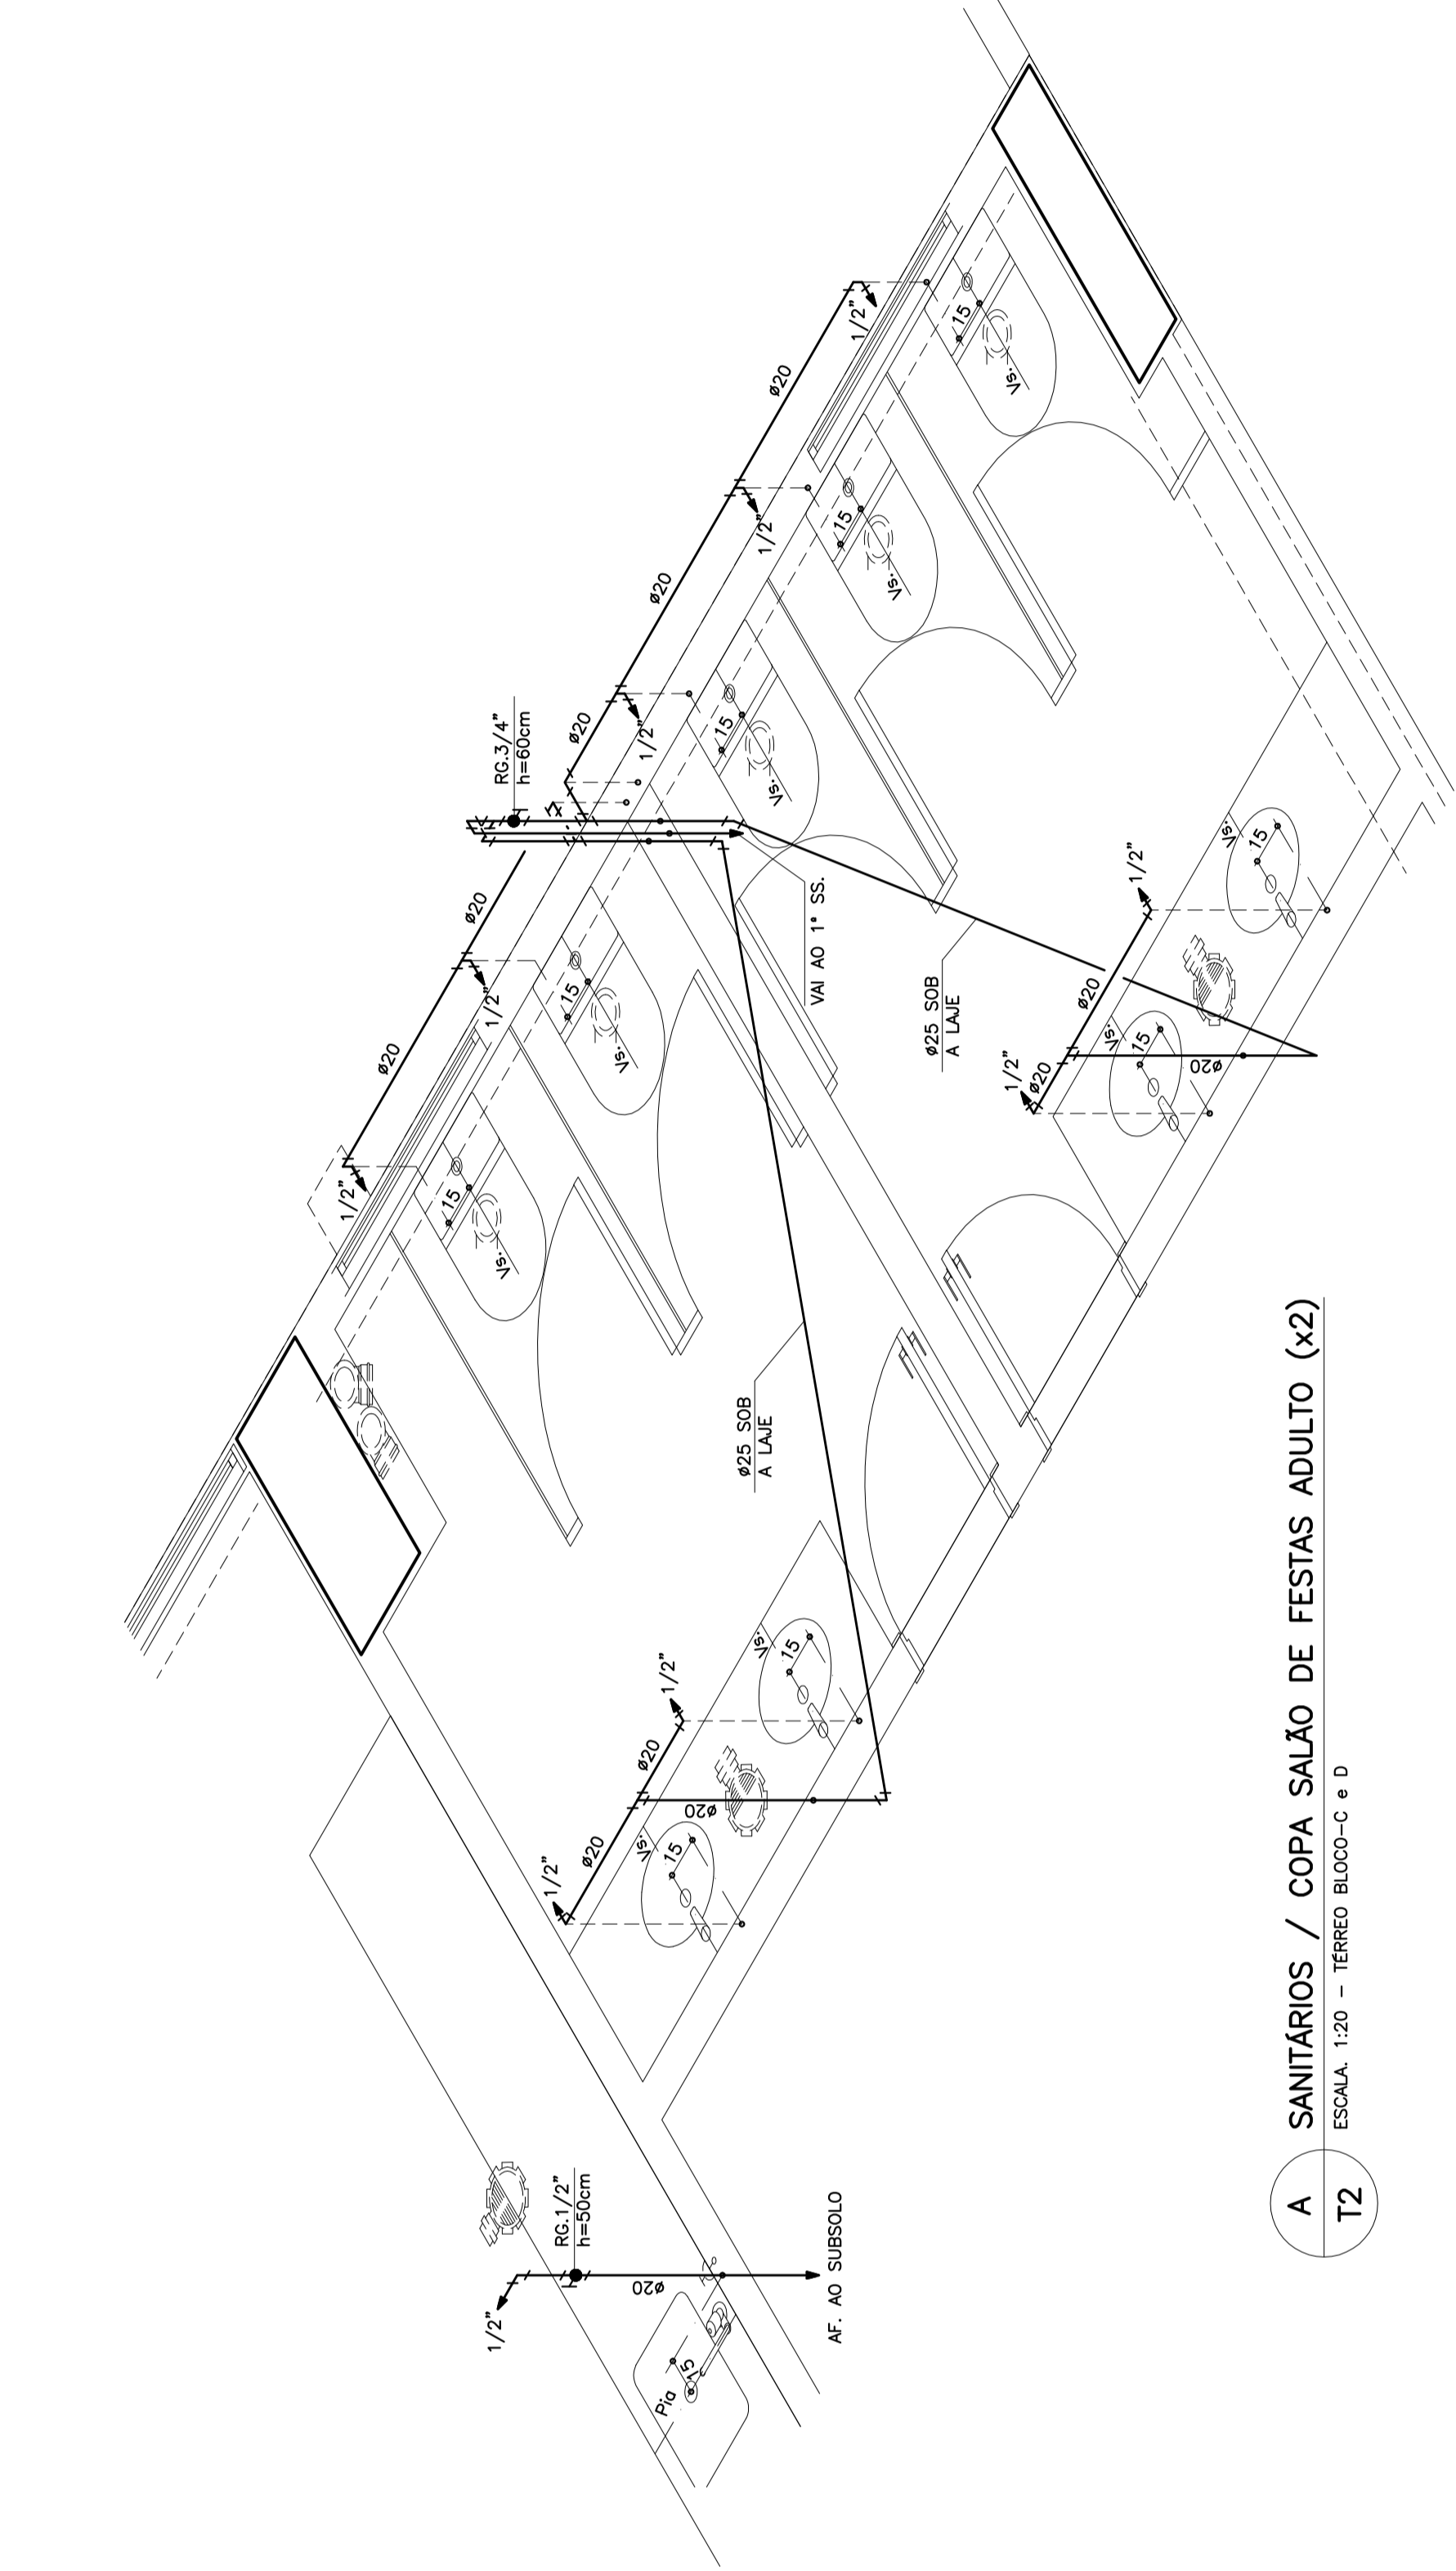 1/2"
RG.1/2"
h=50cm
ø20
Pia
15
AF. AO SUBSOLO
1/2"
ø20
ø20
1/2"
ø20
Vs.
15
Vs.
15
1/2"
ø20
1/2"
ø20
15
Vs.
15
Vs.
ø25 SOB
A LAJE
RG.3/4"
h=60cm
VAI AO 1º SS.
ø20
1/2"
ø20
1/2"
ø20
1/2"
15
Vs.
15
Vs.
15
Vs.
ø25 SOB
A LAJE
1/2"
ø20
ø20
1/2"
ø20
Vs.
15
Vs.
15
A
T2
SANITÁRIOS / COPA SALÃO DE FESTAS ADULTO (x2)
ESCALA. 1:20 – TÉRREO BLOCO–C e D